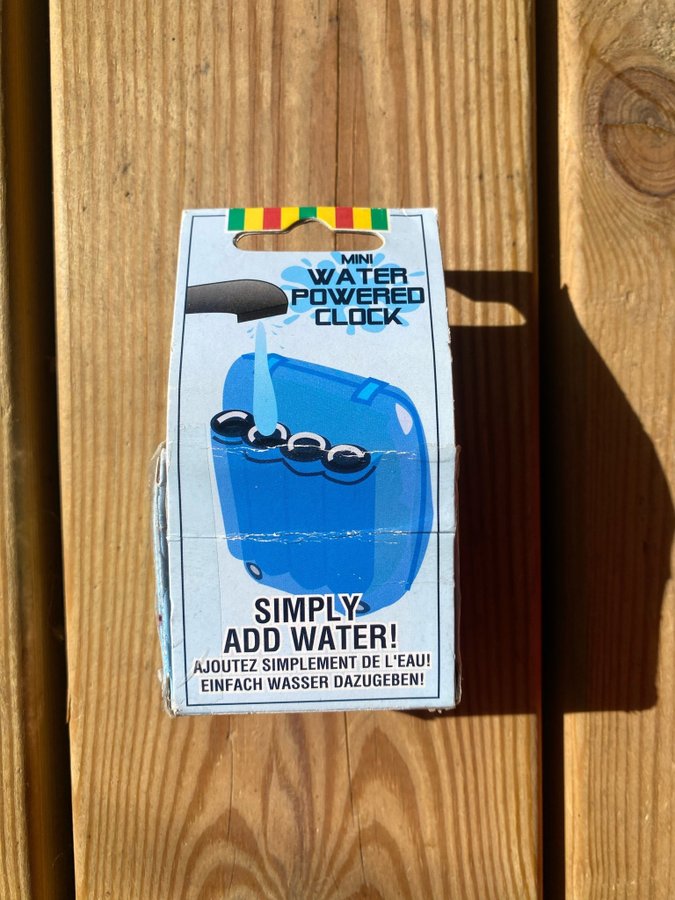 MINI
WATER
POWERED
CLOCK
SIMPLY
ADD WATER!
AJOUTEZ SIMPLEMENT DE L'EAU!
EINFACH WASSER DAZUGEBEN!